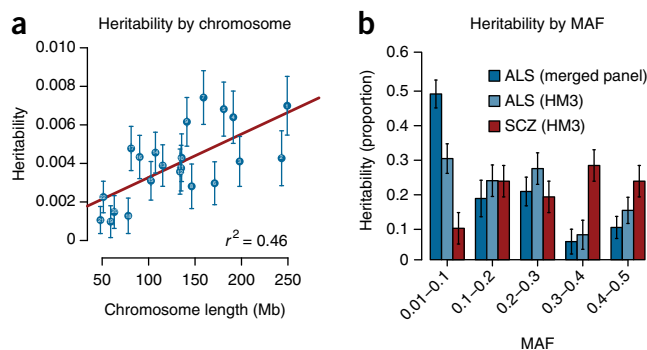 a
Heritability by chromosome
0.010
0.008
0.006
0.004
0.002
0
Heritability
r² = 0.46
50 100 150 200 250
Chromosome length (Mb)
b
Heritability by MAF
0.6
0.5
0.4
0.3
0.2
0.1
0
Heritability (proportion)
ALS (merged panel)
ALS (HM3)
SCZ (HM3)
0.01–0.1 0.1–0.2 0.2–0.3 0.3–0.4 0.4–0.5
MAF